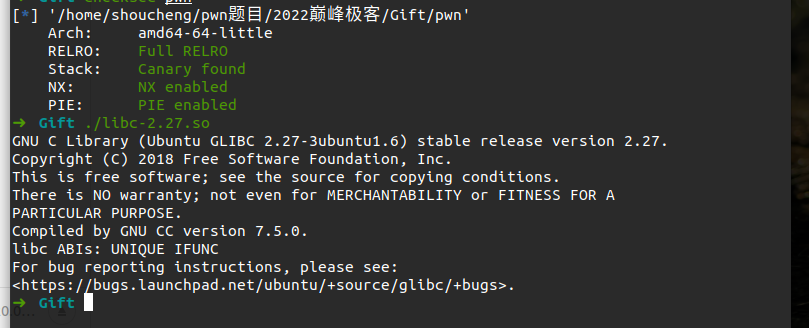 [*] '/home/shoucheng/pwn题目/2022巅峰极客/Gift/pwn'
Arch: amd64-64-little
RELRO: Full RELRO
Stack: Canary found
NX: NX enabled
PIE: PIE enabled
➜ Gift ./libc-2.27.so
GNU C Library (Ubuntu GLIBC 2.27-3ubuntu1.6) stable release version 2.27.
Copyright (C) 2018 Free Software Foundation, Inc.
This is free software; see the source for copying conditions.
There is NO warranty; not even for MERCHANTABILITY or FITNESS FOR A
PARTICULAR PURPOSE.
Compiled by GNU CC version 7.5.0.
libc ABIs: UNIQUE IFUNC
For bug reporting instructions, please see:
<https://bugs.launchpad.net/ubuntu/+source/glibc/+bugs>.
➜ Gift